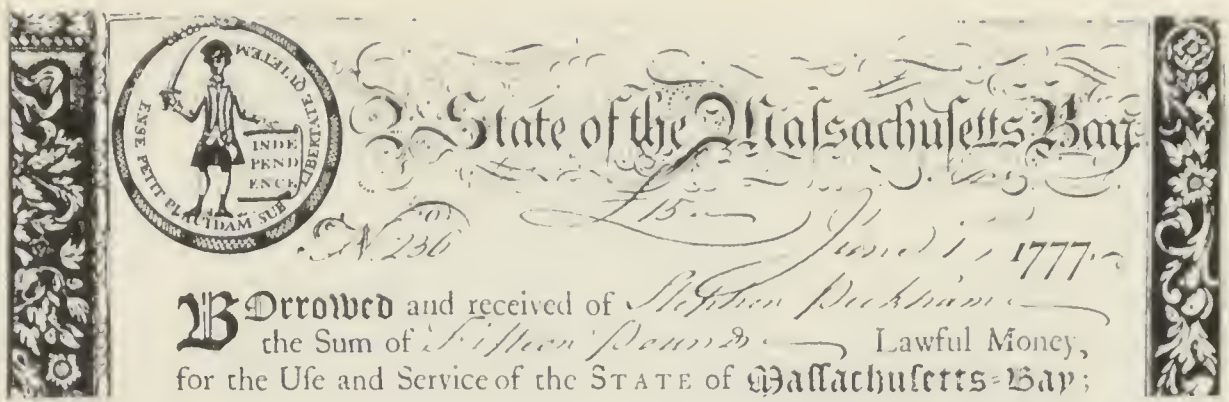 ENSE PETIT PLACIDAM SUB LIBERTATE QUIETEM
INDE
PEND
ENCE
State of the Maſsachuſetts Bay
No. 236 £15 June 1, 1777.
BOrrowed and received of Stephen Peckham
the Sum of Fifteen Pounds Lawful Money,
for the Uſe and Service of the STATE of Maſſachuſetts-Bay;